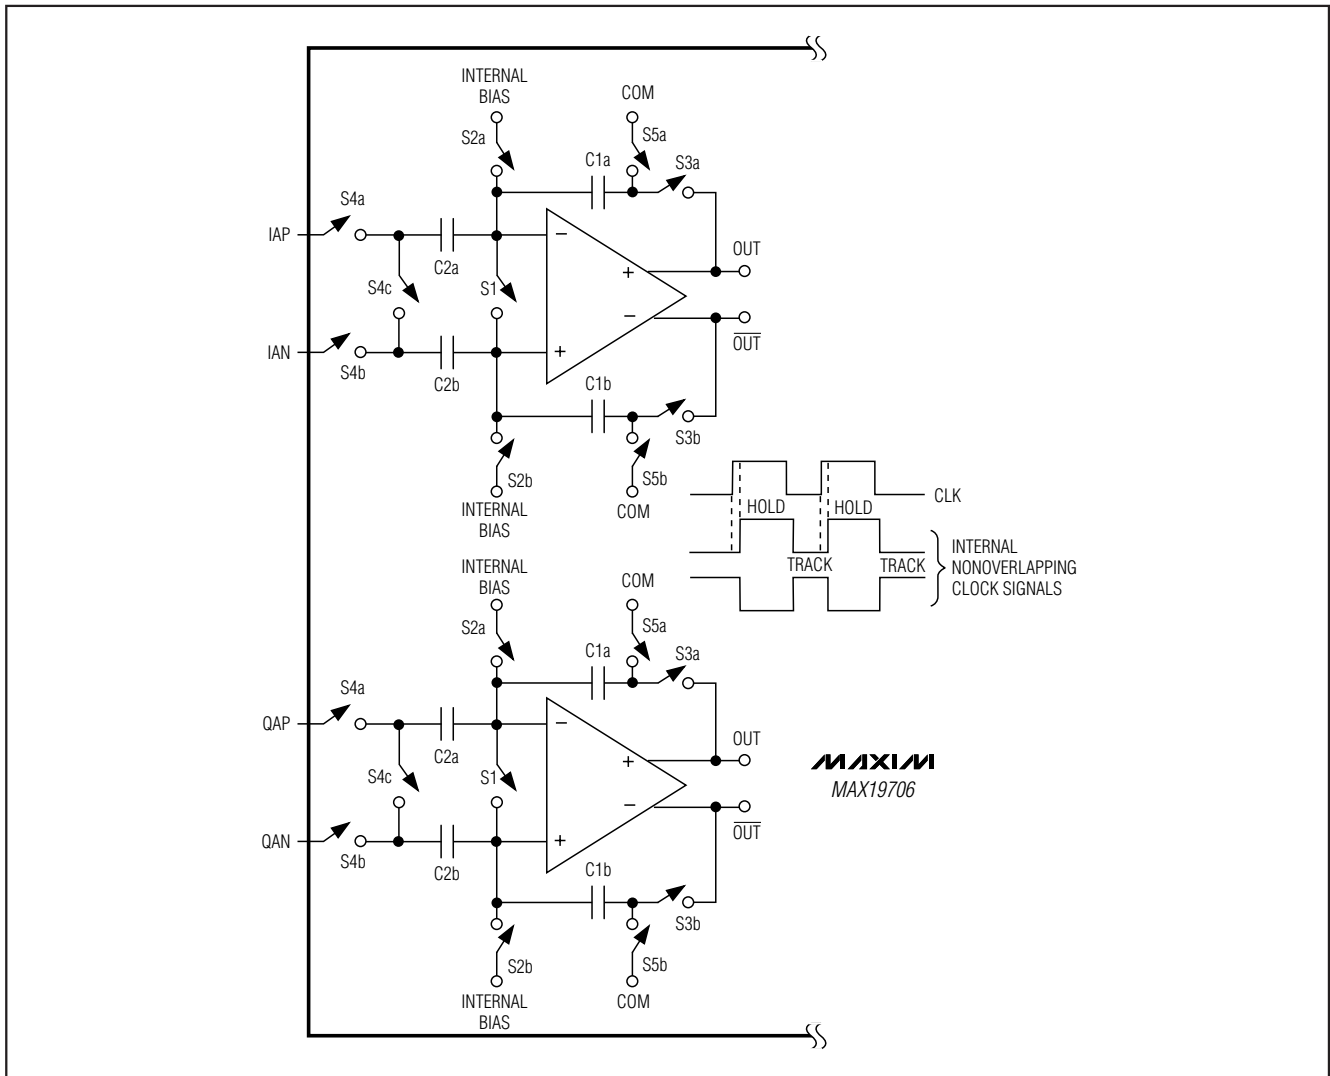 INTERNAL
BIAS
COM
S2a
S5a
C1a
S3a
S4a
IAP
−
C2a
+
OUT
S4c
S1
−
OUT
IAN
+
S4b
C2b
C1b
S3b
S2b
S5b
INTERNAL
BIAS
COM
CLK
HOLD
HOLD
TRACK
TRACK
INTERNAL
NONOVERLAPPING
CLOCK SIGNALS
INTERNAL
BIAS
COM
S2a
S5a
C1a
S3a
S4a
QAP
−
C2a
+
OUT
S4c
S1
−
OUT
QAN
+
S4b
C2b
C1b
S3b
S2b
S5b
INTERNAL
BIAS
COM
MAXIM
MAX19706